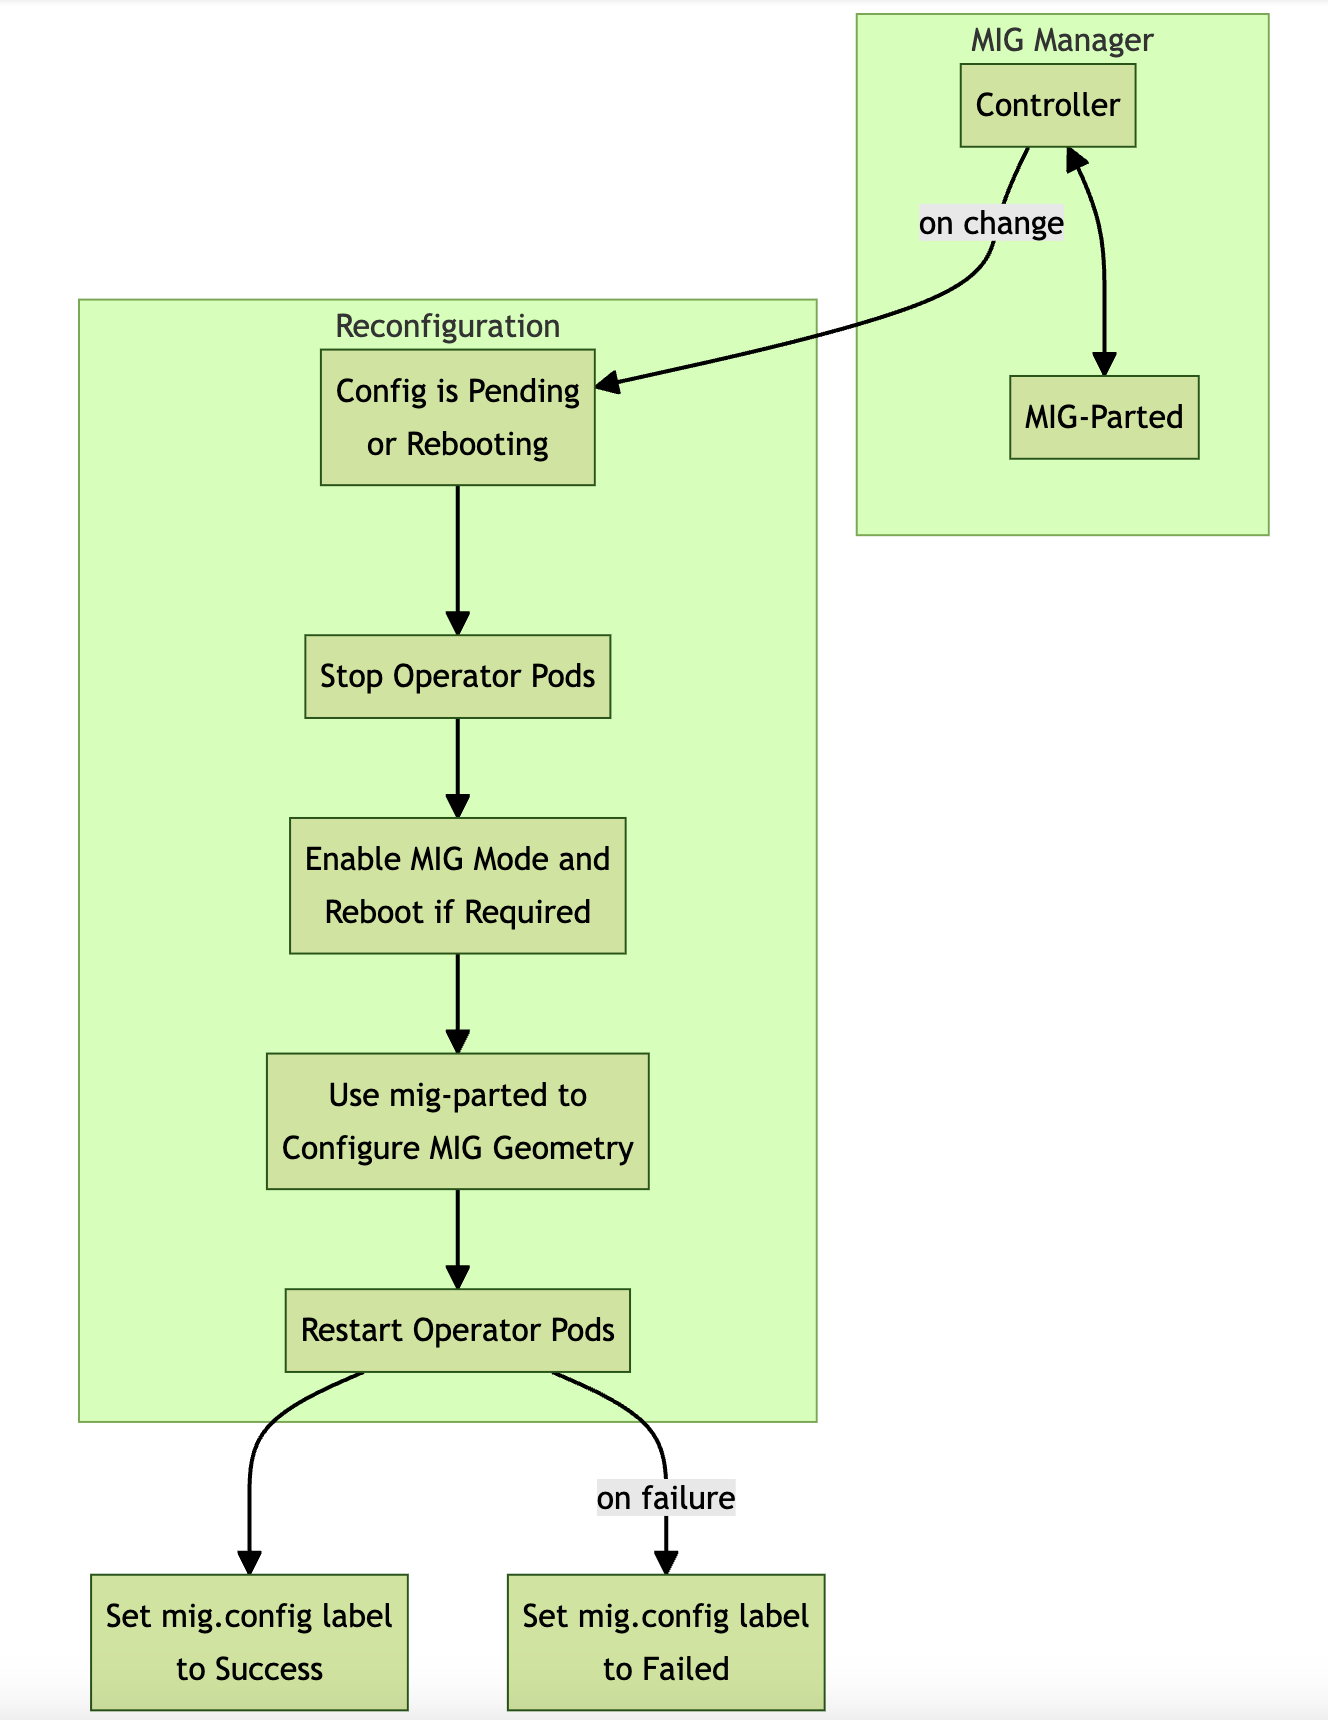 MIG Manager
Controller
on change
MIG-Parted
Reconfiguration
Config is Pending
or Rebooting
Stop Operator Pods
Enable MIG Mode and
Reboot if Required
Use mig-parted to
Configure MIG Geometry
Restart Operator Pods
on failure
Set mig.config label
to Success
Set mig.config label
to Failed